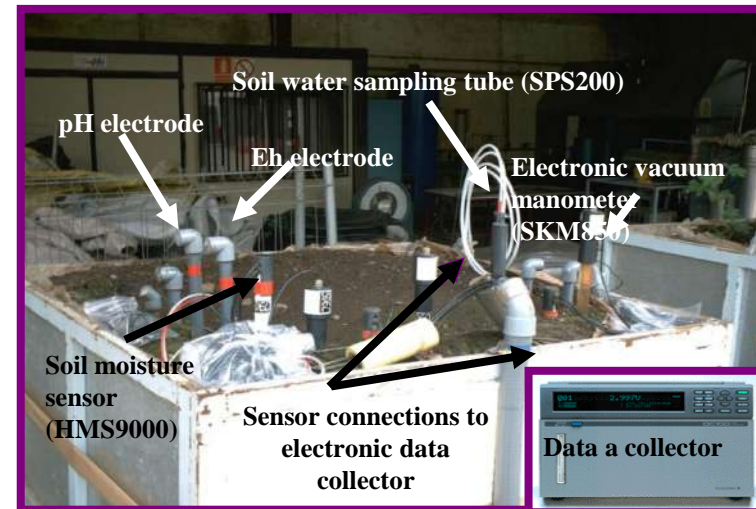 Soil water sampling tube (SPS200)
pH electrode
Eh electrode
Electronic vacuum
manometer
(SKM850)
Soil moisture
sensor
(HMS9000)
Sensor connections to
electronic data
collector
Data a collector